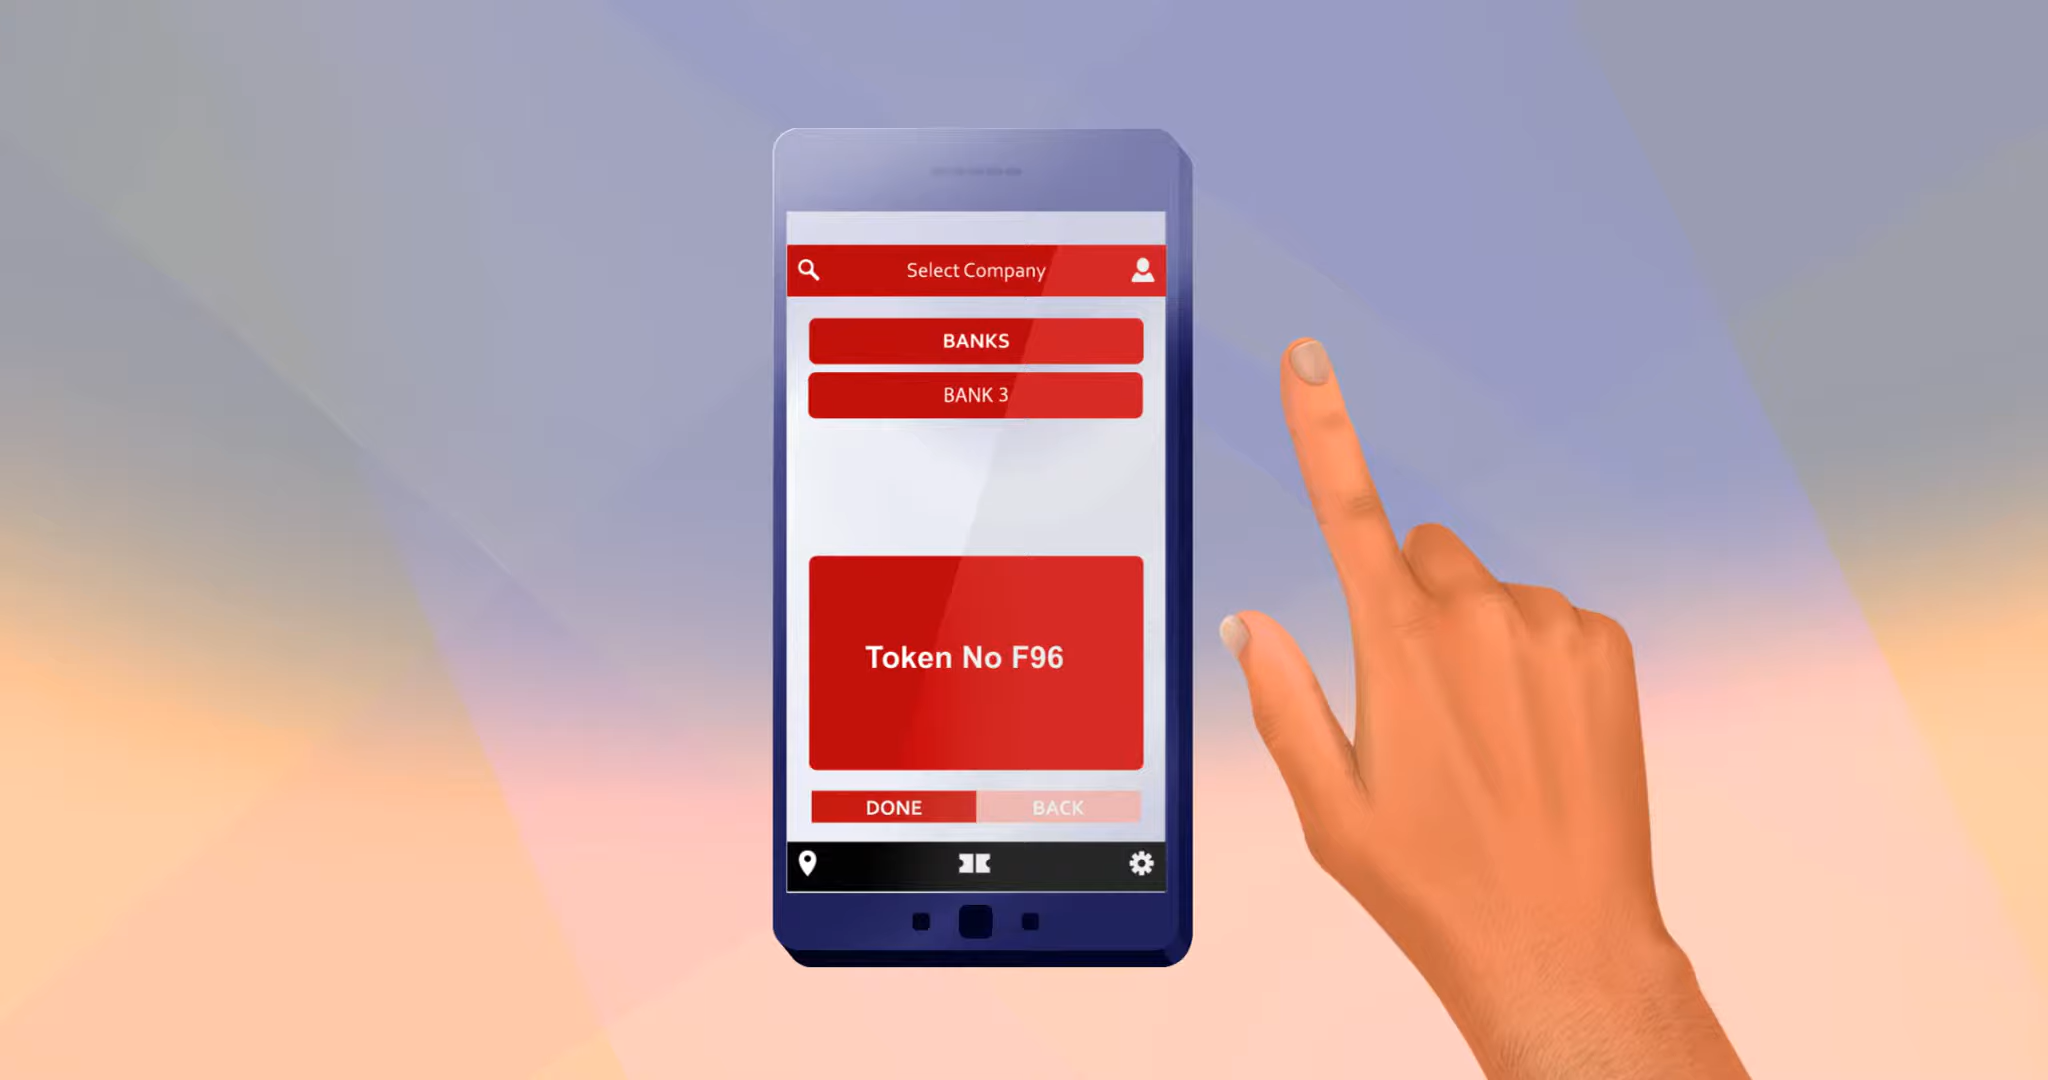 Select Company
BANKS
BANK 3
Token No F96
DONE
BACK